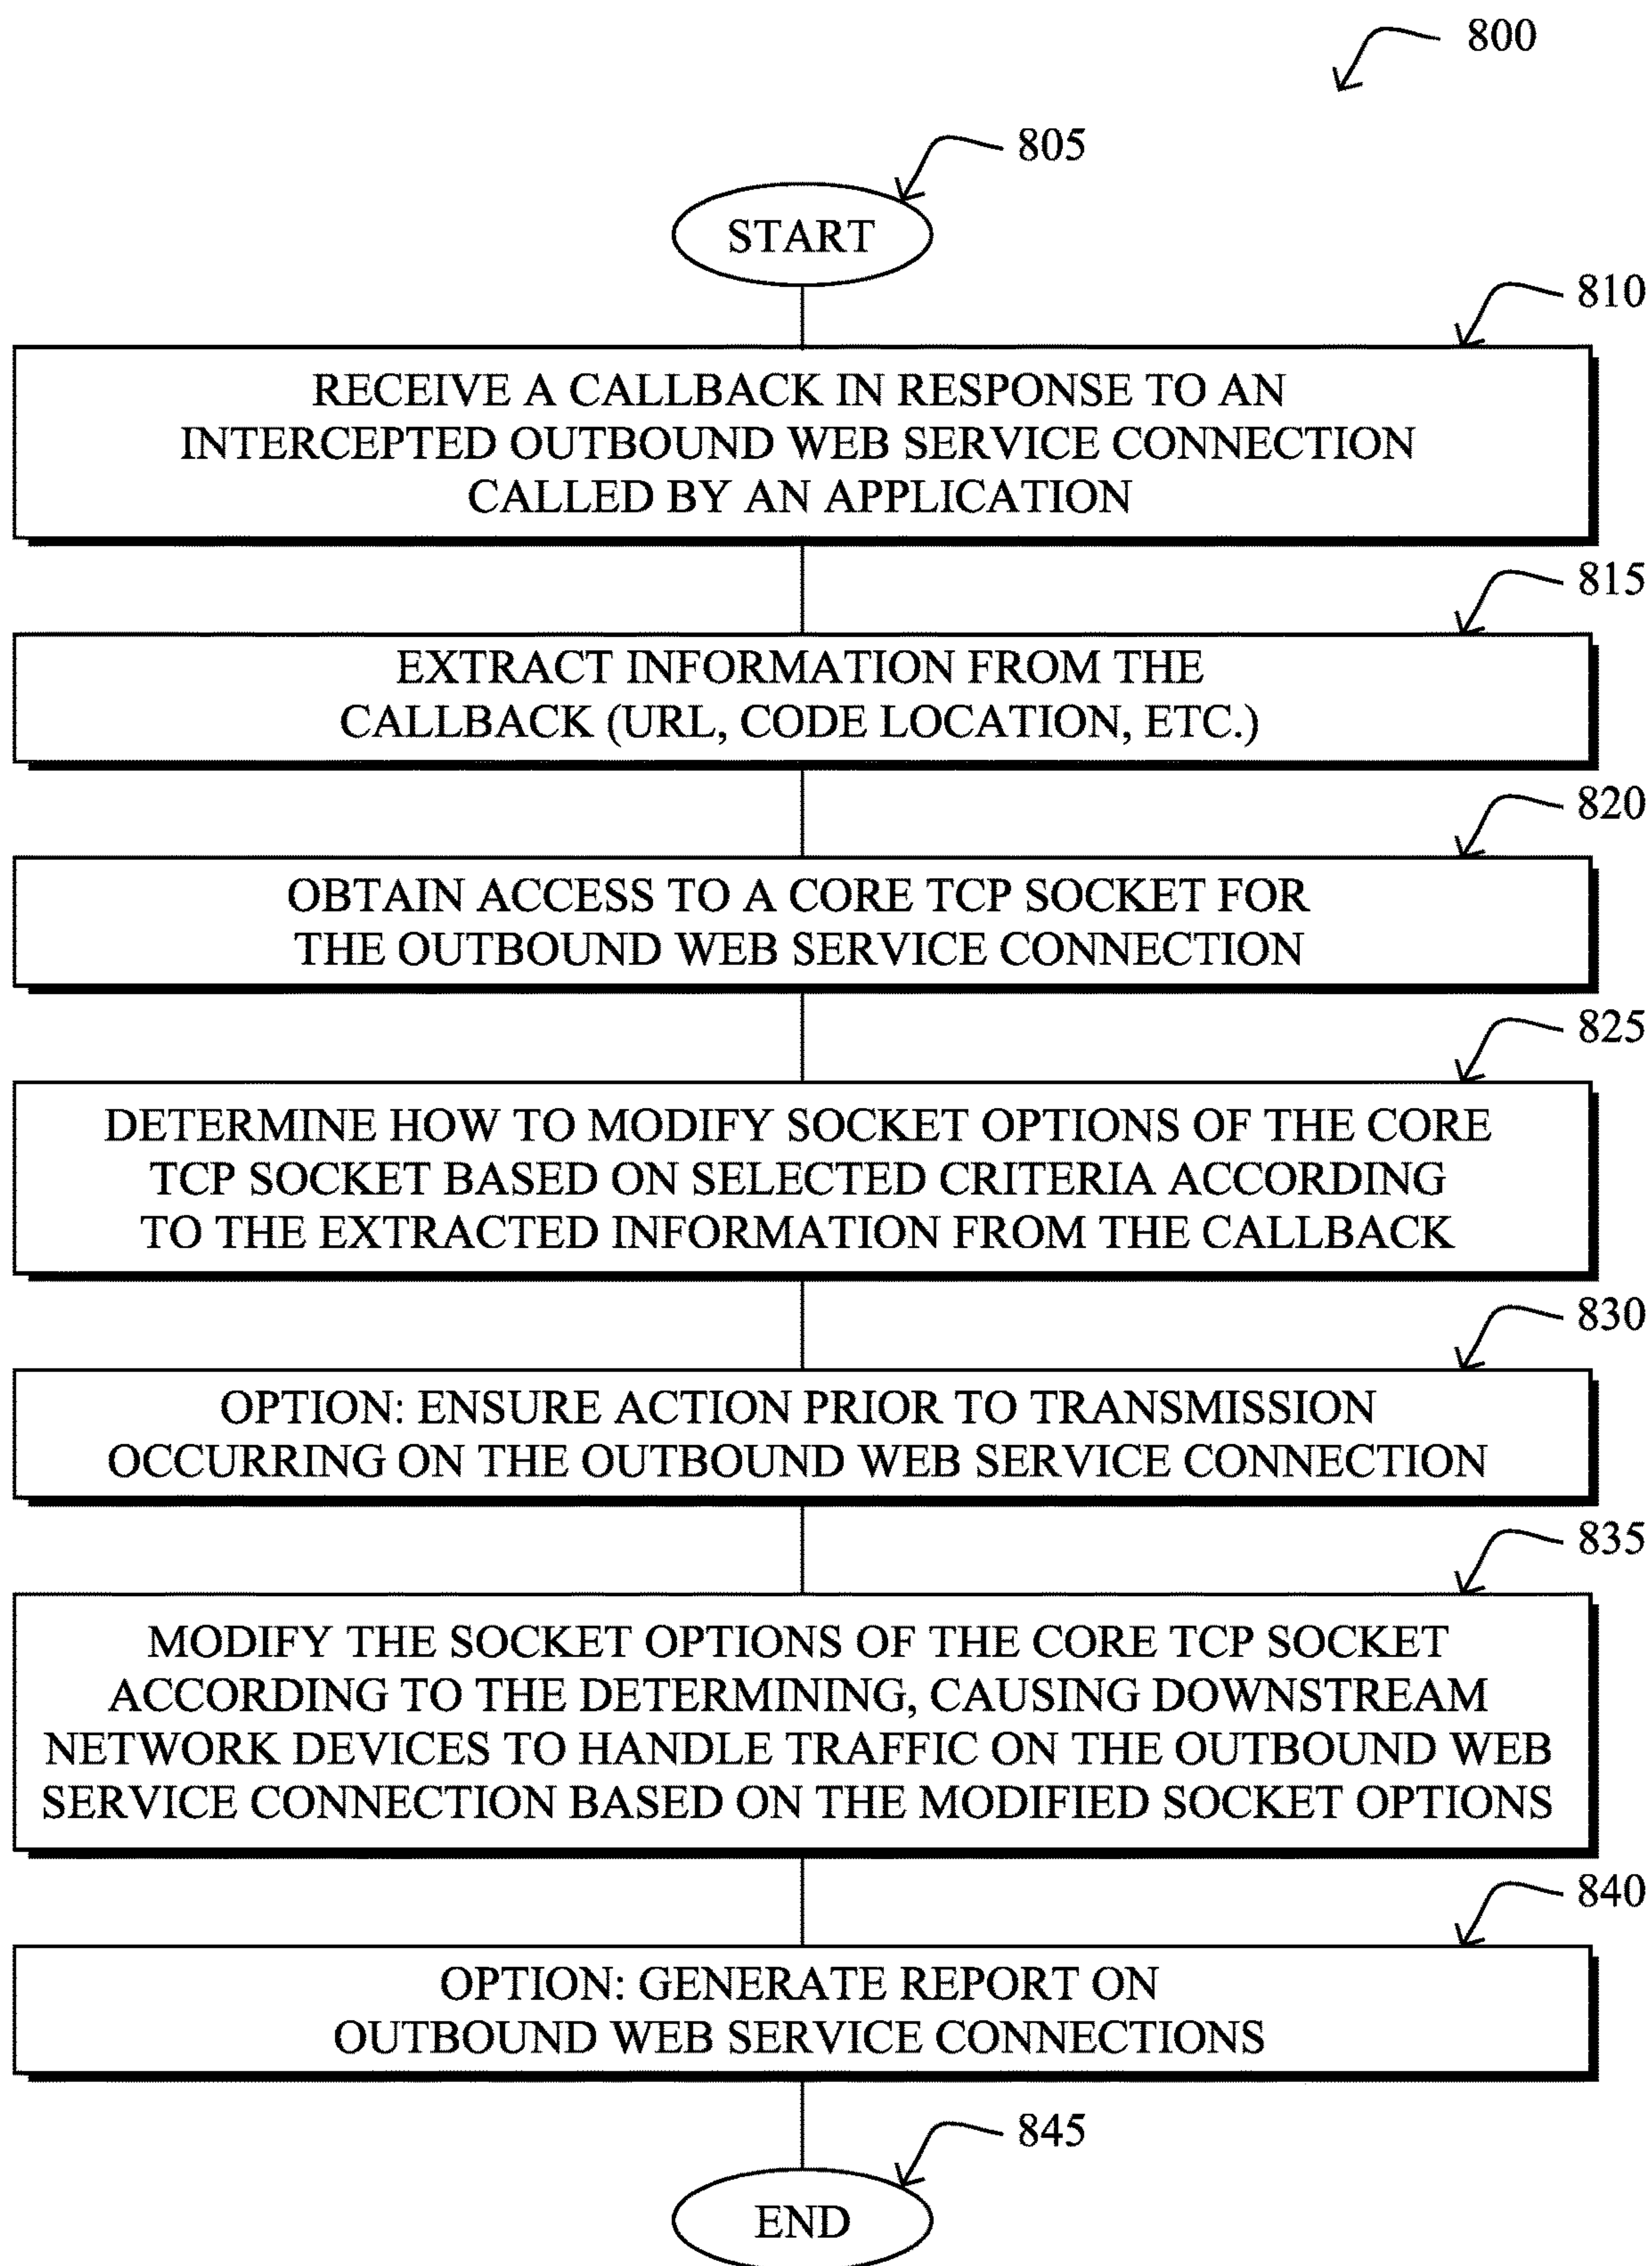 800
805
START
810
RECEIVE A CALLBACK IN RESPONSE TO AN
INTERCEPTED OUTBOUND WEB SERVICE CONNECTION
CALLED BY AN APPLICATION
815
EXTRACT INFORMATION FROM THE
CALLBACK (URL, CODE LOCATION, ETC.)
820
OBTAIN ACCESS TO A CORE TCP SOCKET FOR
THE OUTBOUND WEB SERVICE CONNECTION
825
DETERMINE HOW TO MODIFY SOCKET OPTIONS OF THE CORE
TCP SOCKET BASED ON SELECTED CRITERIA ACCORDING
TO THE EXTRACTED INFORMATION FROM THE CALLBACK
830
OPTION: ENSURE ACTION PRIOR TO TRANSMISSION
OCCURRING ON THE OUTBOUND WEB SERVICE CONNECTION
835
MODIFY THE SOCKET OPTIONS OF THE CORE TCP SOCKET
ACCORDING TO THE DETERMINING, CAUSING DOWNSTREAM
NETWORK DEVICES TO HANDLE TRAFFIC ON THE OUTBOUND WEB
SERVICE CONNECTION BASED ON THE MODIFIED SOCKET OPTIONS
840
OPTION: GENERATE REPORT ON
OUTBOUND WEB SERVICE CONNECTIONS
845
END